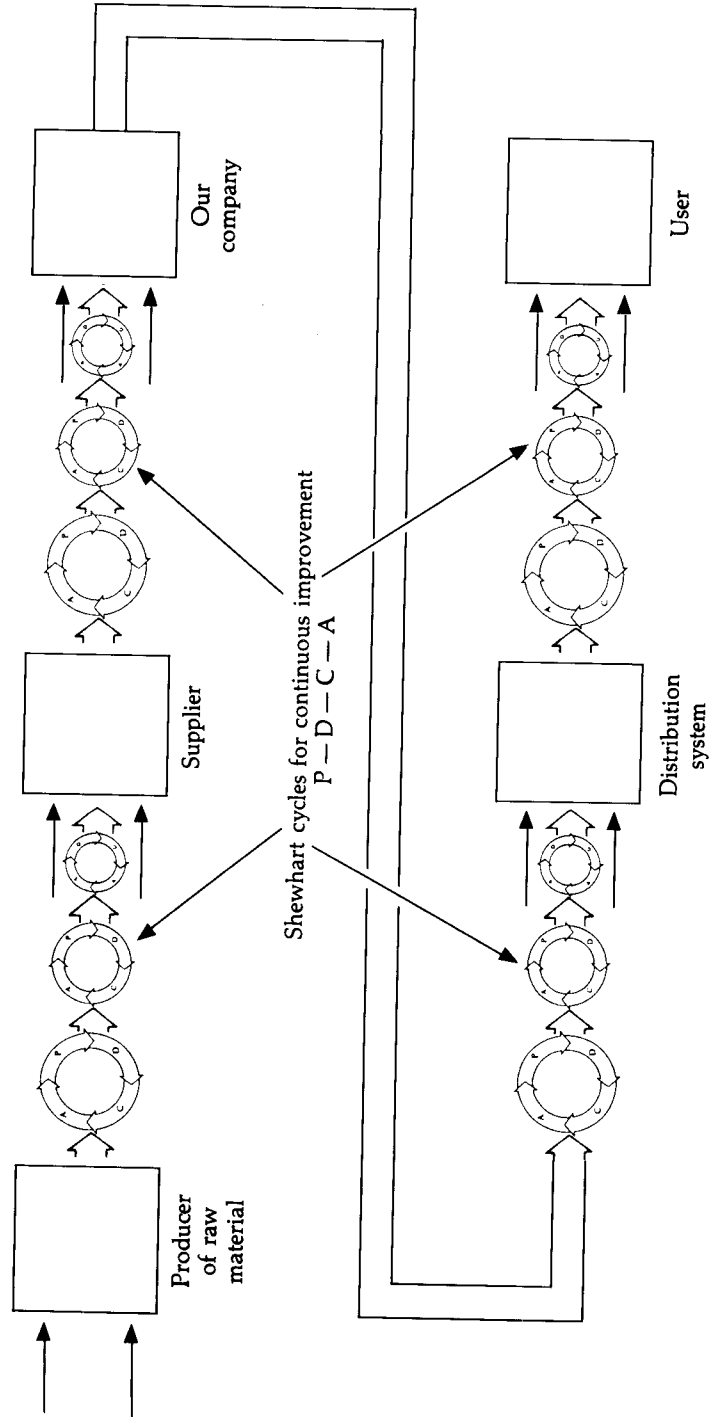 Producer
of raw
material
A P
C D
A P
C D
Supplier
A P
C D
A P
C D
Our
company
Shewhart cycles for continuous improvement
P — D — C — A
A P
C D
A P
C D
Distribution
system
A P
C D
A P
C D
User